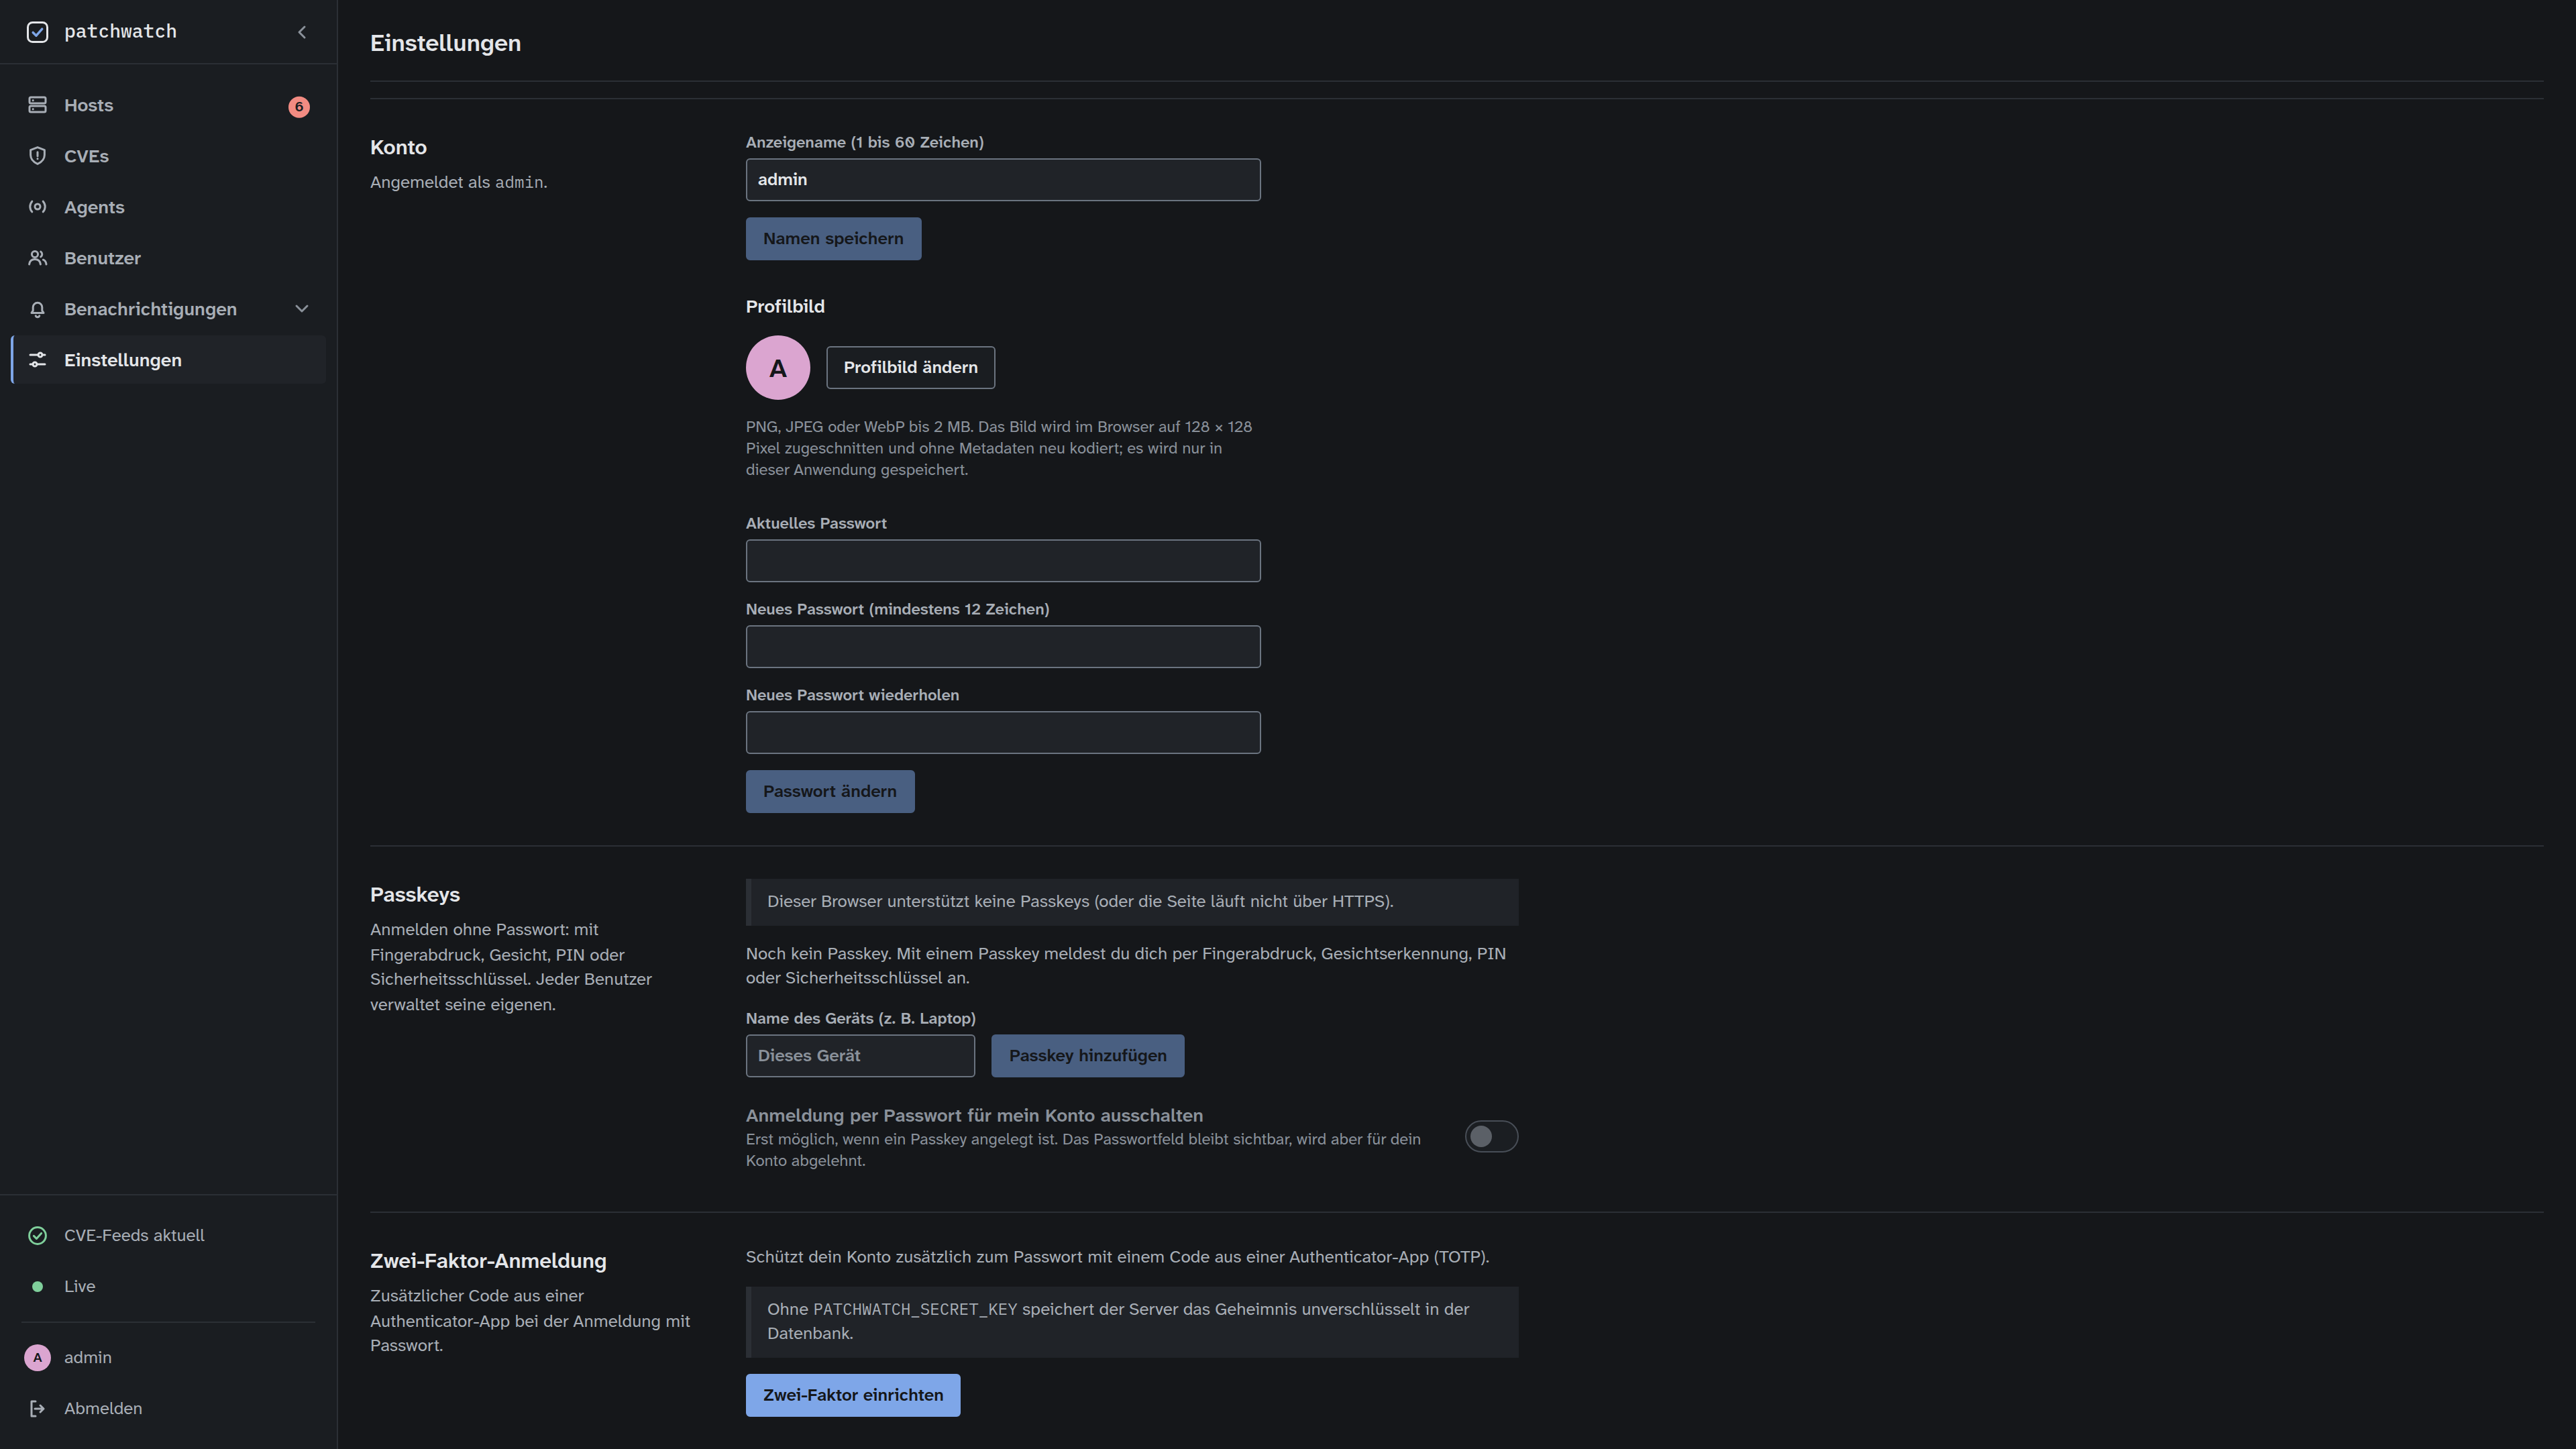 patchwatch
Hosts
6
CVEs
Agents
Benutzer
Benachrichtigungen
Einstellungen
CVE-Feeds aktuell
Live
A
admin
Abmelden
Einstellungen
Konto
Angemeldet als admin.
Anzeigename (1 bis 60 Zeichen)
admin
Namen speichern
Profilbild
A
Profilbild ändern
PNG, JPEG oder WebP bis 2 MB. Das Bild wird im Browser auf 128 × 128
Pixel zugeschnitten und ohne Metadaten neu kodiert; es wird nur in
dieser Anwendung gespeichert.
Aktuelles Passwort
Neues Passwort (mindestens 12 Zeichen)
Neues Passwort wiederholen
Passwort ändern
Passkeys
Anmelden ohne Passwort: mit
Fingerabdruck, Gesicht, PIN oder
Sicherheitsschlüssel. Jeder Benutzer
verwaltet seine eigenen.
Dieser Browser unterstützt keine Passkeys (oder die Seite läuft nicht über HTTPS).
Noch kein Passkey. Mit einem Passkey meldest du dich per Fingerabdruck, Gesichtserkennung, PIN
oder Sicherheitsschlüssel an.
Name des Geräts (z. B. Laptop)
Dieses Gerät
Passkey hinzufügen
Anmeldung per Passwort für mein Konto ausschalten
Erst möglich, wenn ein Passkey angelegt ist. Das Passwortfeld bleibt sichtbar, wird aber für dein
Konto abgelehnt.
Zwei-Faktor-Anmeldung
Zusätzlicher Code aus einer
Authenticator-App bei der Anmeldung mit
Passwort.
Schützt dein Konto zusätzlich zum Passwort mit einem Code aus einer Authenticator-App (TOTP).
Ohne PATCHWATCH_SECRET_KEY speichert der Server das Geheimnis unverschlüsselt in der
Datenbank.
Zwei-Faktor einrichten